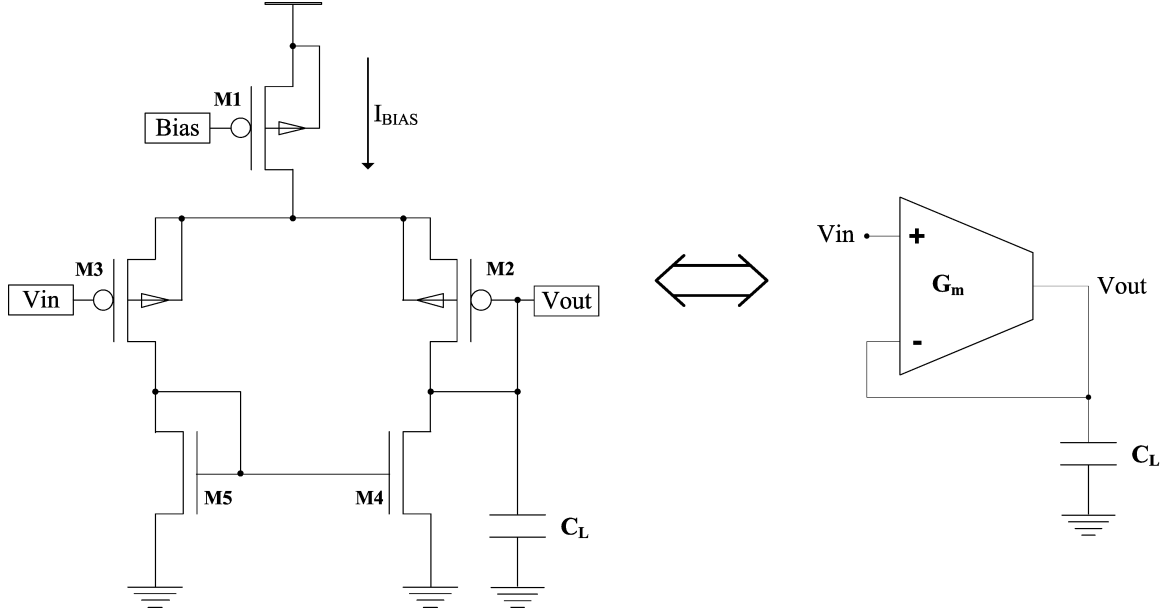 M1
Bias
I_BIAS
M3
M2
Vin
Vout
M5
M4
C_L
Vin
+
G_m
-
Vout
C_L